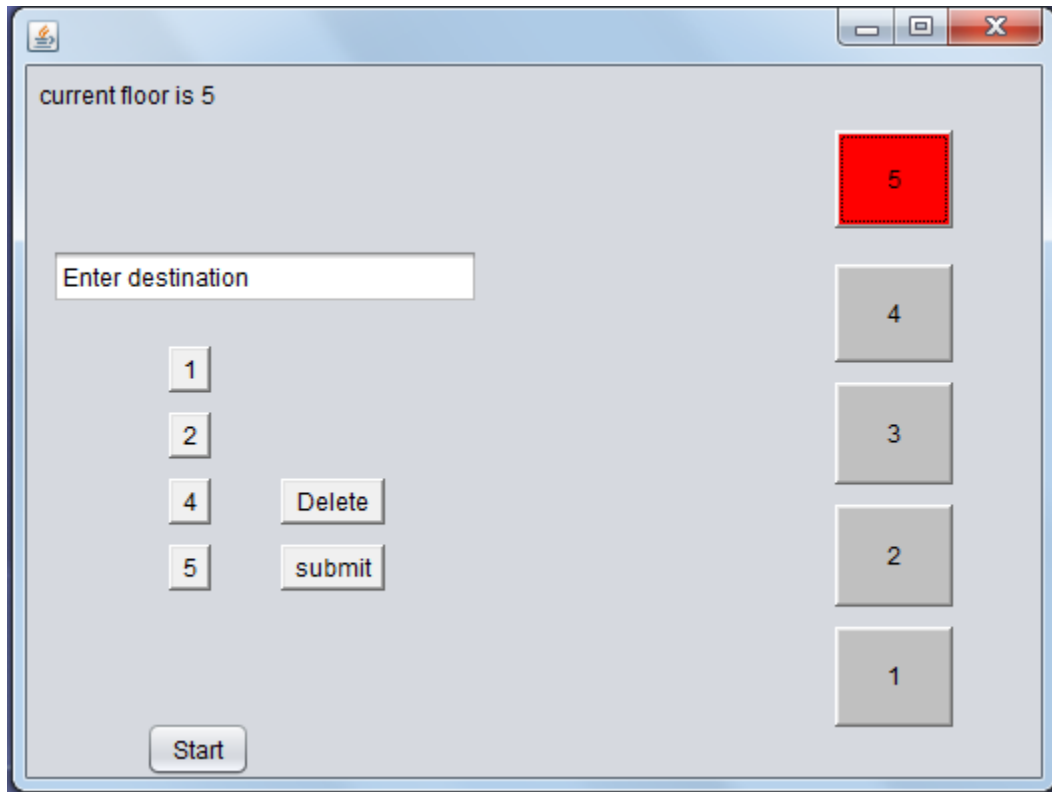 current floor is 5
5
Enter destination
4
1
2
3
4 Delete
5 submit
2
1
Start